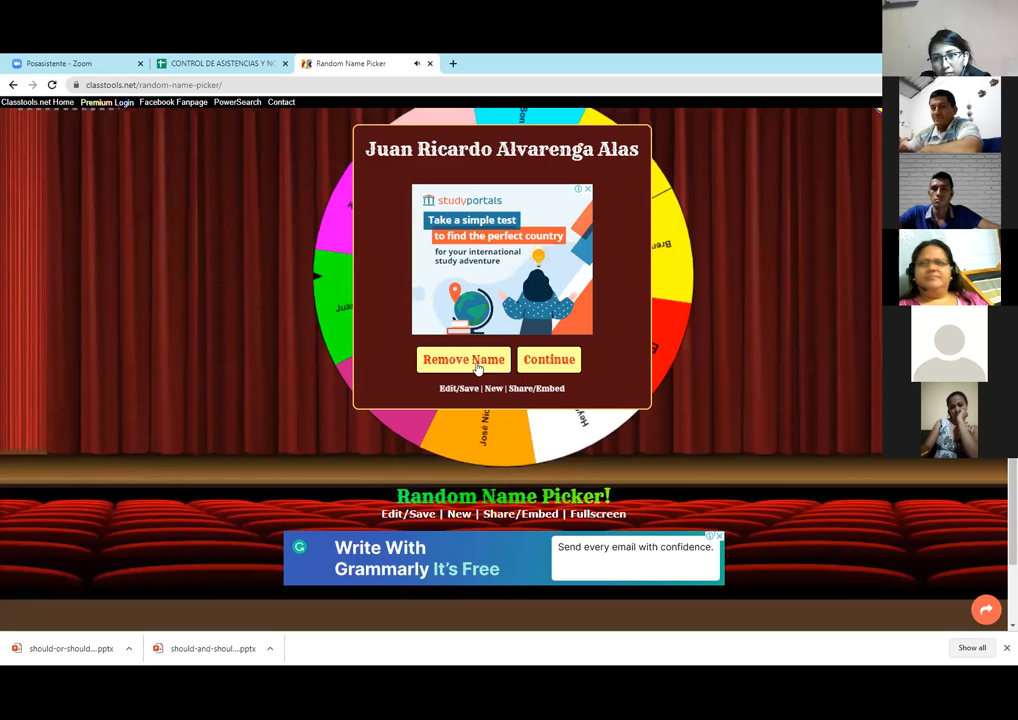 Posasistente - Zoom
CONTROL DE ASISTENCIAS Y NO
Random Name Picker
classtools.net/random-name-picker/
Classtools.net Home Premium Login Facebook Fanpage PowerSearch Contact
Juan Ricardo Alvarenga Alas
studyportals
Take a simple test
to find the perfect country
for your international
study adventure
Remove Name Continue
Edit/Save | New | Share/Embed
José Nic
Random Name Picker!
Edit/Save | New | Share/Embed | Fullscreen
Write With
Grammarly It's Free
Send every email with confidence.
should-or-should....pptx
should-and-shoul....pptx
Show all